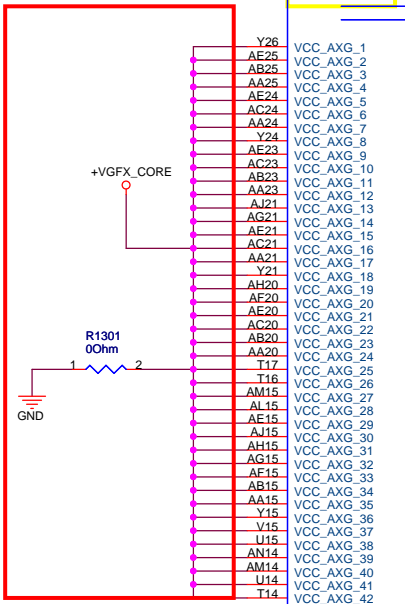 Y26 VCC_AXG_1
AE25 VCC_AXG_2
AB25 VCC_AXG_3
AA25 VCC_AXG_4
AE24 VCC_AXG_5
AC24 VCC_AXG_6
AA24 VCC_AXG_7
Y24 VCC_AXG_8
AE23 VCC_AXG_9
AC23 VCC_AXG_10
AB23 VCC_AXG_11
AA23 VCC_AXG_12
AJ21 VCC_AXG_13
AG21 VCC_AXG_14
AE21 VCC_AXG_15
AC21 VCC_AXG_16
AA21 VCC_AXG_17
Y21 VCC_AXG_18
AH20 VCC_AXG_19
AF20 VCC_AXG_20
AE20 VCC_AXG_21
AC20 VCC_AXG_22
AB20 VCC_AXG_23
AA20 VCC_AXG_24
T17 VCC_AXG_25
T16 VCC_AXG_26
AM15 VCC_AXG_27
AL15 VCC_AXG_28
AE15 VCC_AXG_29
AJ15 VCC_AXG_30
AH15 VCC_AXG_31
AG15 VCC_AXG_32
AF15 VCC_AXG_33
AB15 VCC_AXG_34
AA15 VCC_AXG_35
Y15 VCC_AXG_36
V15 VCC_AXG_37
U15 VCC_AXG_38
AN14 VCC_AXG_39
AM14 VCC_AXG_40
U14 VCC_AXG_41
T14 VCC_AXG_42
+VGFX_CORE
R1301
0Ohm
1 2
GND